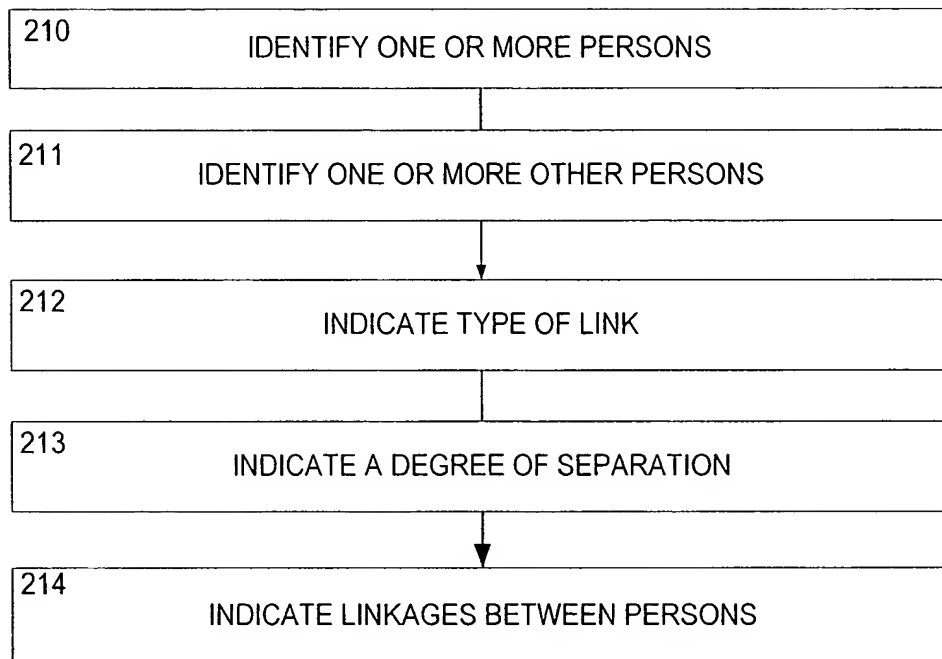 210
IDENTIFY ONE OR MORE PERSONS
211
IDENTIFY ONE OR MORE OTHER PERSONS
212
INDICATE TYPE OF LINK
213
INDICATE A DEGREE OF SEPARATION
214
INDICATE LINKAGES BETWEEN PERSONS